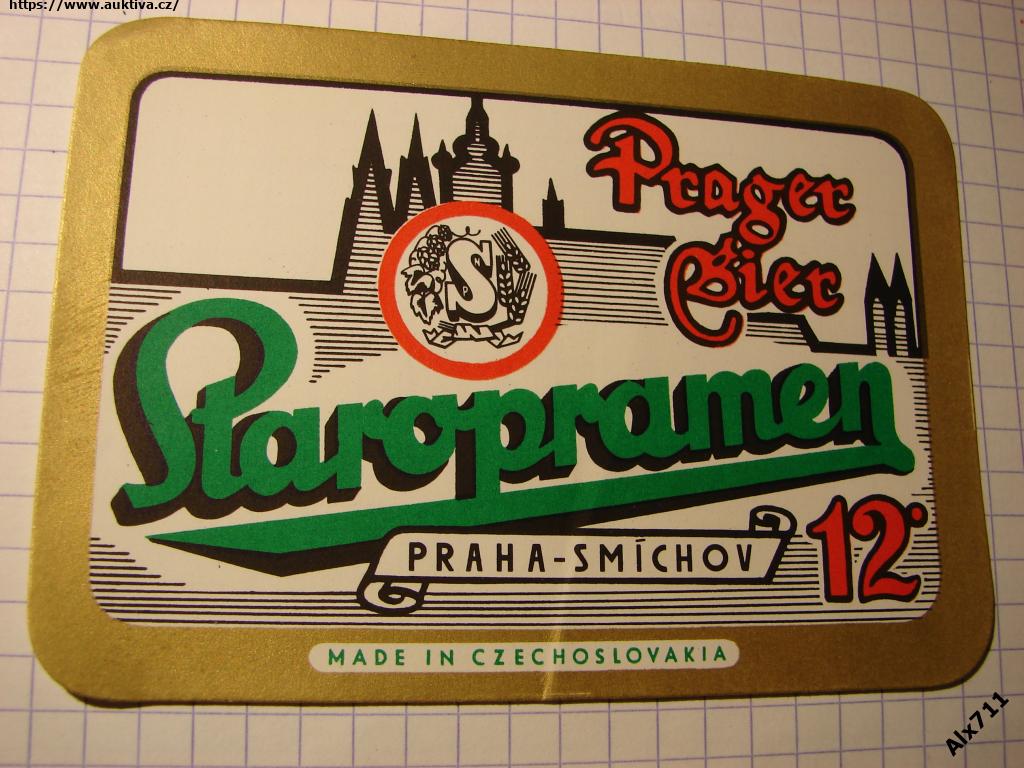 https://www.auktiva.cz/
Prager
Bier
S
P
Staropramen
12°
PRAHA-SMÍCHOV
MADE IN CZECHOSLOVAKIA
Alx711